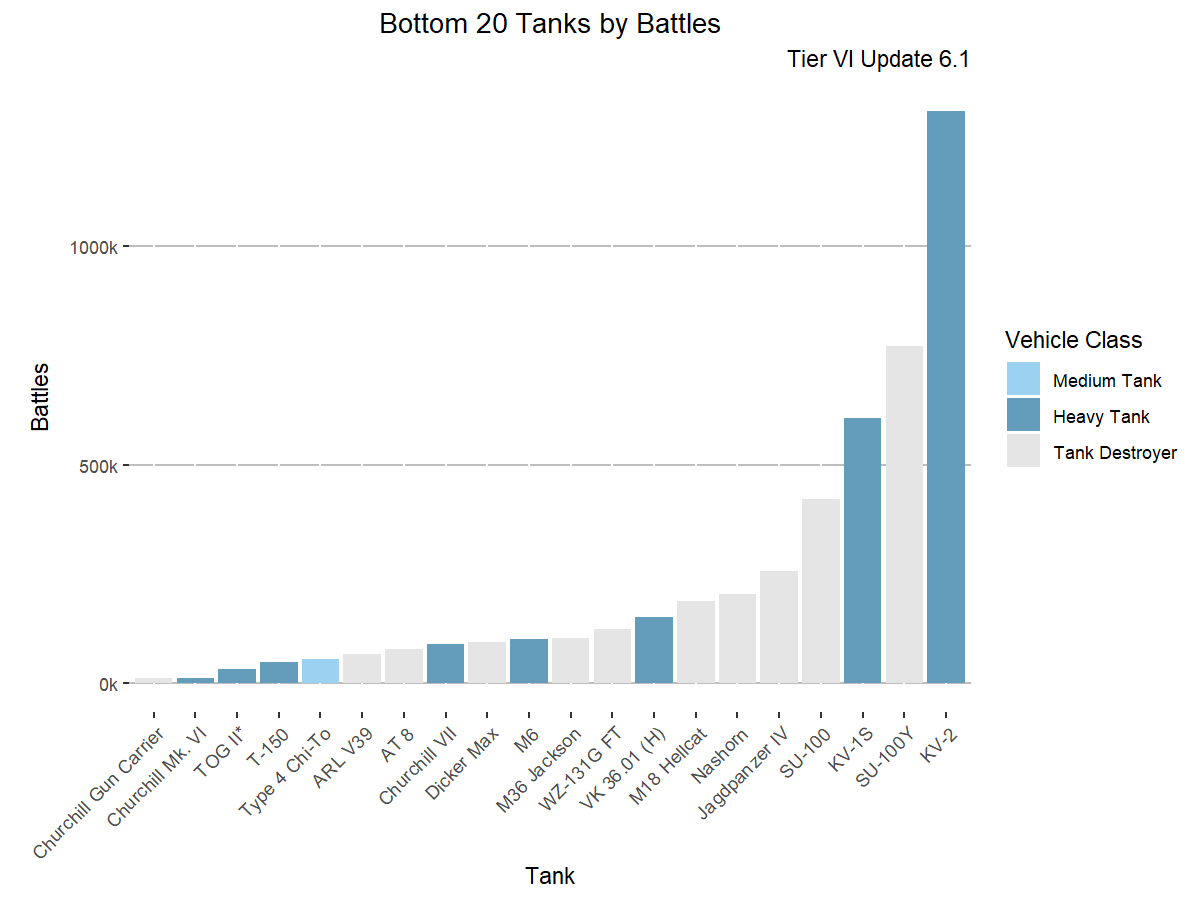 Bottom 20 Tanks by Battles
Tier VI Update 6.1
Battles
1000k
500k
0k
Churchill Gun Carrier
Churchill Mk. VI
TOG II*
T-150
Type 4 Chi-To
ARL V39
AT 8
Churchill VII
Dicker Max
M6
M36 Jackson
WZ-131G FT
VK 36.01 (H)
M18 Hellcat
Nashorn
Jagdpanzer IV
SU-100
KV-1S
SU-100Y
KV-2
Tank
Vehicle Class
Medium Tank
Heavy Tank
Tank Destroyer